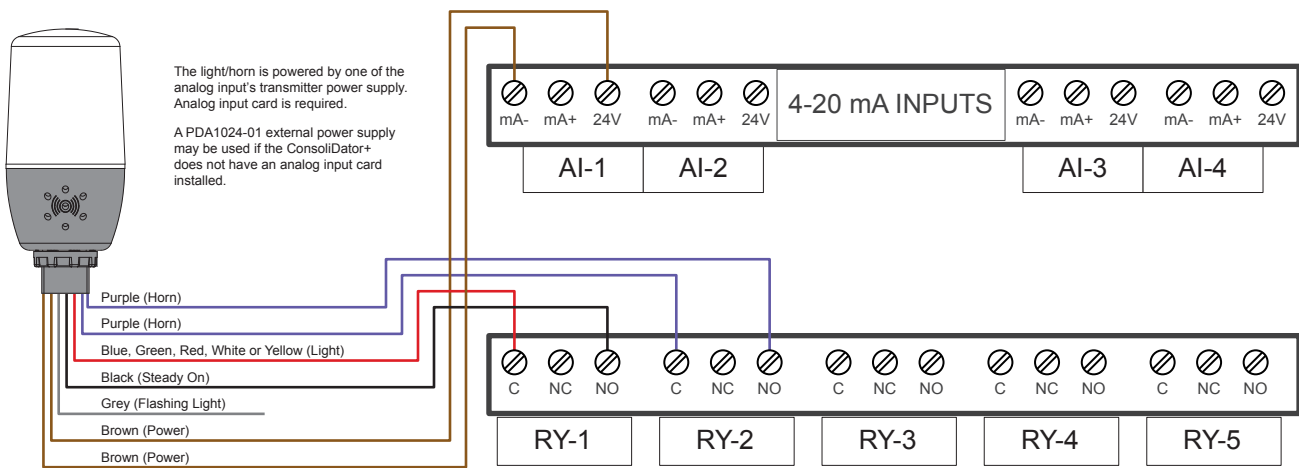 The light/horn is powered by one of the
analog input's transmitter power supply.
Analog input card is required.
A PDA1024-01 external power supply
may be used if the ConsoliDator+
does not have an analog input card
installed.
mA- mA+ 24V mA- mA+ 24V 4-20 mA INPUTS mA- mA+ 24V mA- mA+ 24V
AI-1 AI-2 AI-3 AI-4
Purple (Horn)
Purple (Horn)
Blue, Green, Red, White or Yellow (Light)
Black (Steady On)
Grey (Flashing Light)
Brown (Power)
Brown (Power)
C NC NO C NC NO C NC NO C NC NO C NC NO
RY-1 RY-2 RY-3 RY-4 RY-5